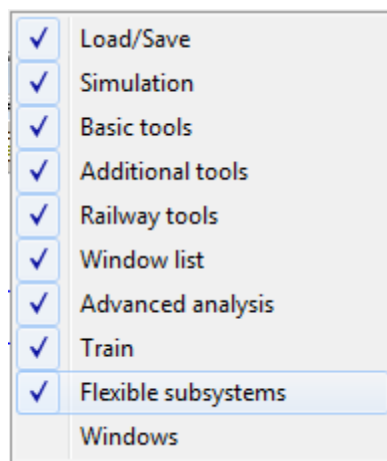 Load/Save
Simulation
Basic tools
Additional tools
Railway tools
Window list
Advanced analysis
Train
Flexible subsystems
Windows